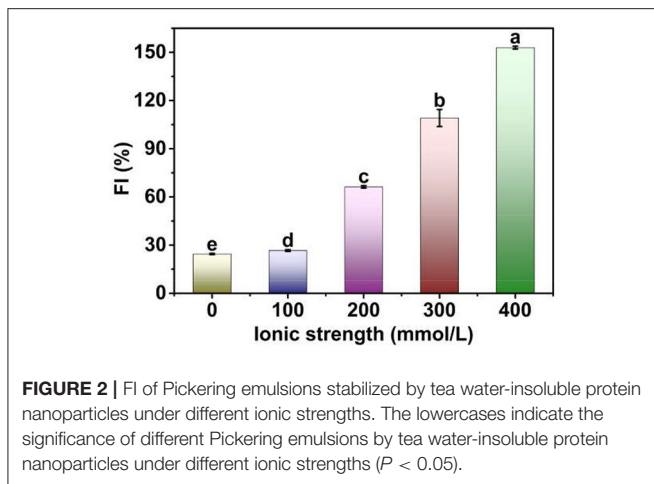 150
120
90
60
30
0
FI (%)
e
d
c
b
a
0 100 200 300 400
Ionic strength (mmol/L)
FIGURE 2 | FI of Pickering emulsions stabilized by tea water-insoluble protein
nanoparticles under different ionic strengths. The lowercases indicate the
significance of different Pickering emulsions by tea water-insoluble protein
nanoparticles under different ionic strengths (P < 0.05).